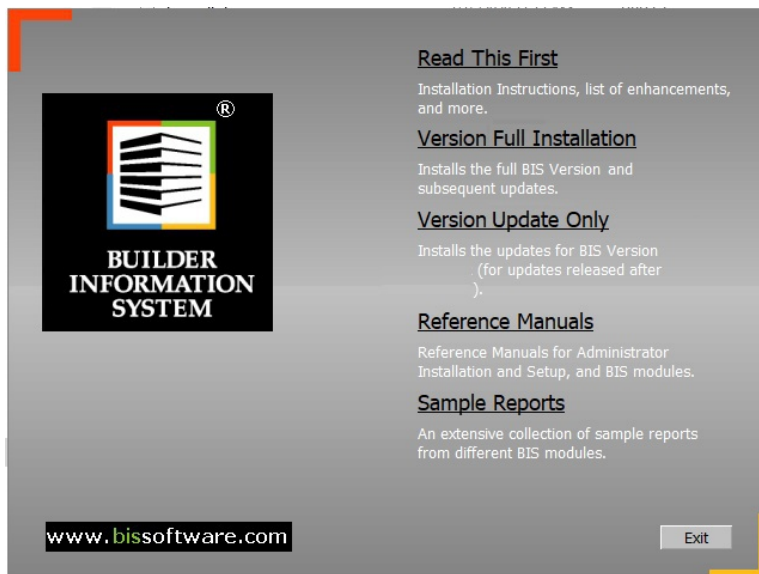 Read This First
Installation Instructions, list of enhancements,
and more.
®
Version Full Installation
Installs the full BIS Version and
subsequent updates.
Version Update Only
Installs the updates for BIS Version
(for updates released after
).
BUILDER
INFORMATION
SYSTEM
Reference Manuals
Reference Manuals for Administrator
Installation and Setup, and BIS modules.
Sample Reports
An extensive collection of sample reports
from different BIS modules.
www.bissoftware.com
Exit